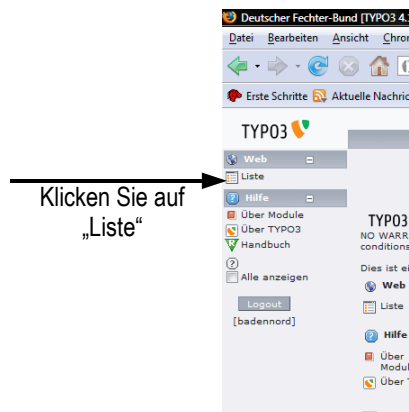 Deutscher Fechter-Bund [TYPO3 4.
Datei Bearbeiten Ansicht Chron
Erste Schritte Aktuelle Nachric
TYPO3
Web
Liste
Klicken Sie auf
„Liste“
Hilfe
Über Module
Über TYPO3
Handbuch
Alle anzeigen
Logout
[badennord]
TYPO3
NO WARR
conditions
Dies ist ei
Web
Liste
Hilfe
Über
Modul
Über